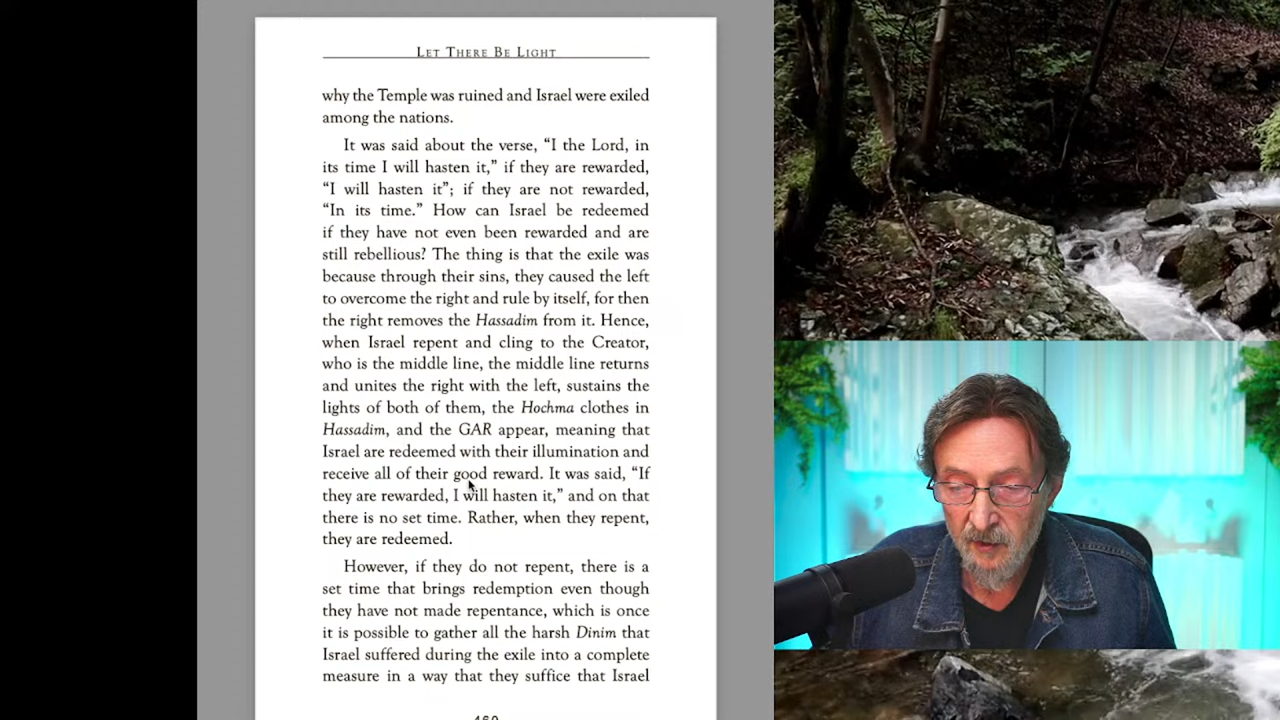 LET THERE BE LIGHT
why the Temple was ruined and Israel were exiled
among the nations.
It was said about the verse, “I the Lord, in
its time I will hasten it,” if they are rewarded,
“I will hasten it”; if they are not rewarded,
“In its time.” How can Israel be redeemed
if they have not even been rewarded and are
still rebellious? The thing is that the exile was
because through their sins, they caused the left
to overcome the right and rule by itself, for then
the right removes the Hassadim from it. Hence,
when Israel repent and cling to the Creator,
who is the middle line, the middle line returns
and unites the right with the left, sustains the
lights of both of them, the Hochma clothes in
Hassadim, and the GAR appear, meaning that
Israel are redeemed with their illumination and
receive all of their good reward. It was said, “If
they are rewarded, I will hasten it,” and on that
there is no set time. Rather, when they repent,
they are redeemed.
However, if they do not repent, there is a
set time that brings redemption even though
they have not made repentance, which is once
it is possible to gather all the harsh Dinim that
Israel suffered during the exile into a complete
measure in a way that they suffice that Israel